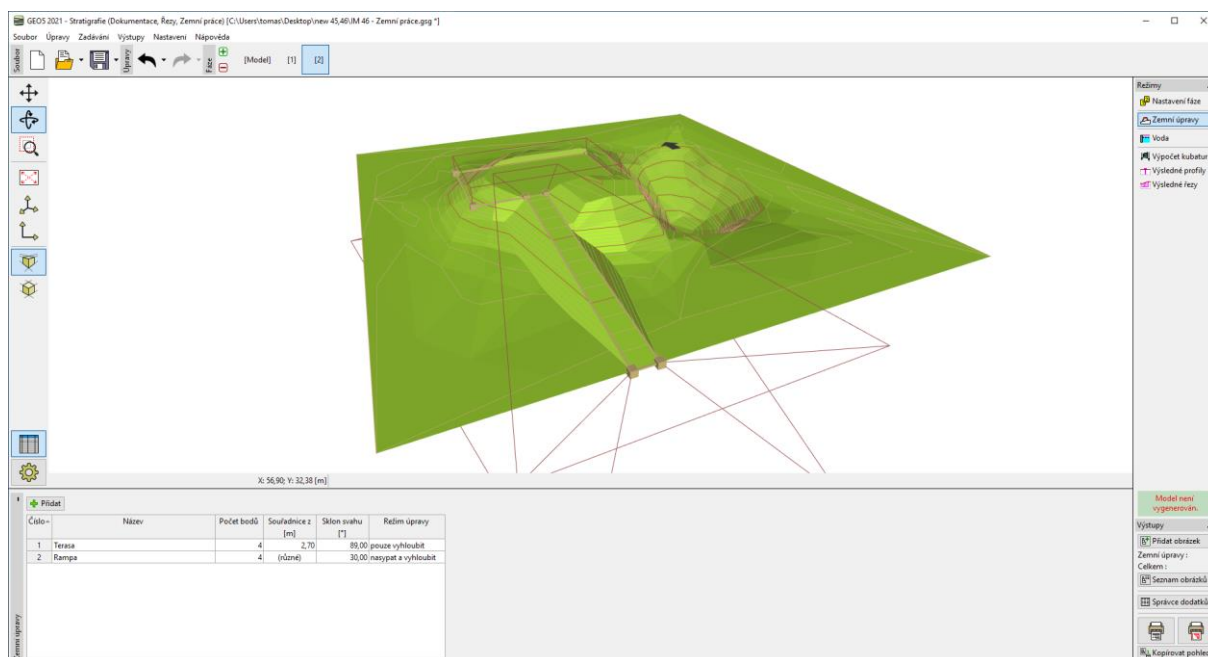 GEO5 2021 - Stratigrafie (Dokumentace, Řezy, Zemní práce) [C:\Users\tomas\Desktop\new 45,46\IM 46 - Zemní práce.gsg *]
Soubor Úpravy Zadávání Výstupy Nastavení Nápověda
Soubor
Úpravy
Fáze
[Model] [1] [2]
Režimy
Nastavení fáze
Zemní úpravy
Voda
Výpočet kubatur
Výsledné profily
Výsledné řezy
X: 56,90; Y: 32,38 [m]
Přidat
Číslo Název Počet bodů Souřadnice z Sklon svahu Režim úpravy
[m] [°]
1 Terasa 4 2,70 89,00 pouze vyhloubit
2 Rampa 4 (různé) 30,00 nasypat a vyhloubit
Zemní úpravy
Model není
vygenerován.
Výstupy
Přidat obrázek
Zemní úpravy :
Celkem :
Seznam obrázků
Správce dodatků
Kopírovat pohled